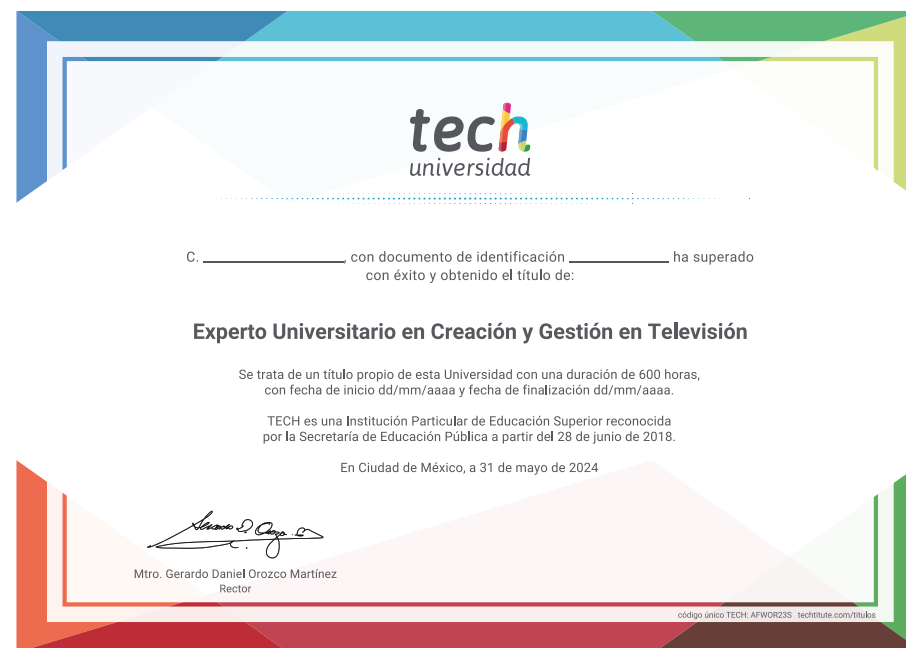 tech
universidad
C. ____________, con documento de identificación ____________ ha superado
con éxito y obtenido el título de:
Experto Universitario en Creación y Gestión en Televisión
Se trata de un título propio de esta Universidad con una duración de 600 horas,
con fecha de inicio dd/mm/aaaa y fecha de finalización dd/mm/aaaa.
TECH es una Institución Particular de Educación Superior reconocida
por la Secretaría de Educación Pública a partir del 28 de junio de 2018.
En Ciudad de México, a 31 de mayo de 2024
Mtro. Gerardo Daniel Orozco Martínez
Rector
código único TECH: AFWOR23S techtitute.com/titulos